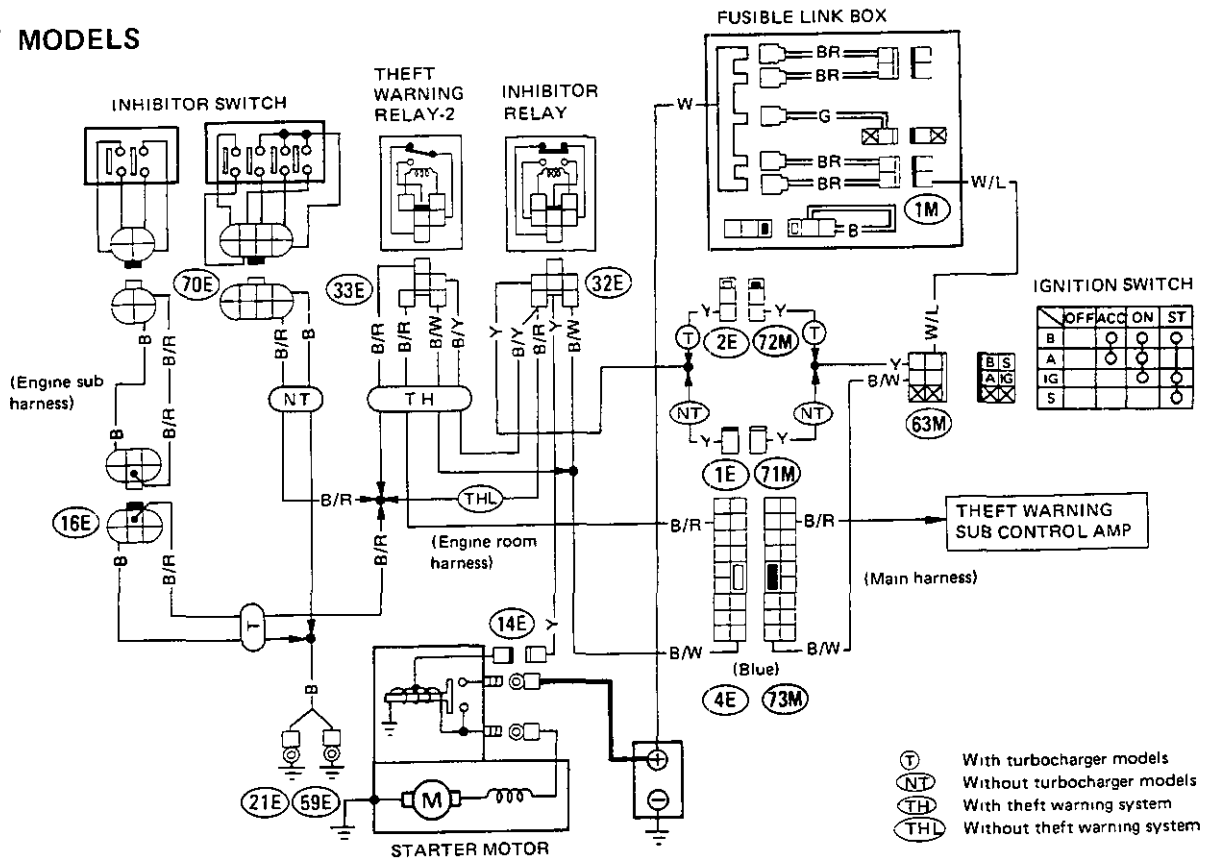 MODELS
FUSIBLE LINK BOX
THEFT
WARNING
RELAY-2
INHIBITOR
RELAY
INHIBITOR SWITCH
BR
BR
W
G
BR
BR
W/L
1M
B
70E
33E
32E
IGNITION SWITCH
OFF ACC ON ST
B
A
IG
S
B S
A IG
Y
Y
2E
72M
T
T
W/L
Y
B/W
63M
B
B/R
B/R
B
B/R
B/R
B/W
B/Y
Y
B/Y
B/R
Y
B/W
(Engine sub
harness)
NT
TH
NT
NT
Y
Y
1E
71M
B
B/R
16E
B/R
THL
B/R
B/R
THEFT WARNING
SUB CONTROL AMP
(Engine room
harness)
(Main harness)
B
B/R
B/R
T
14E
Y
B/W
B/W
(Blue)
4E
73M
B
21E
59E
M
STARTER MOTOR
T With turbocharger models
NT Without turbocharger models
TH With theft warning system
THL Without theft warning system